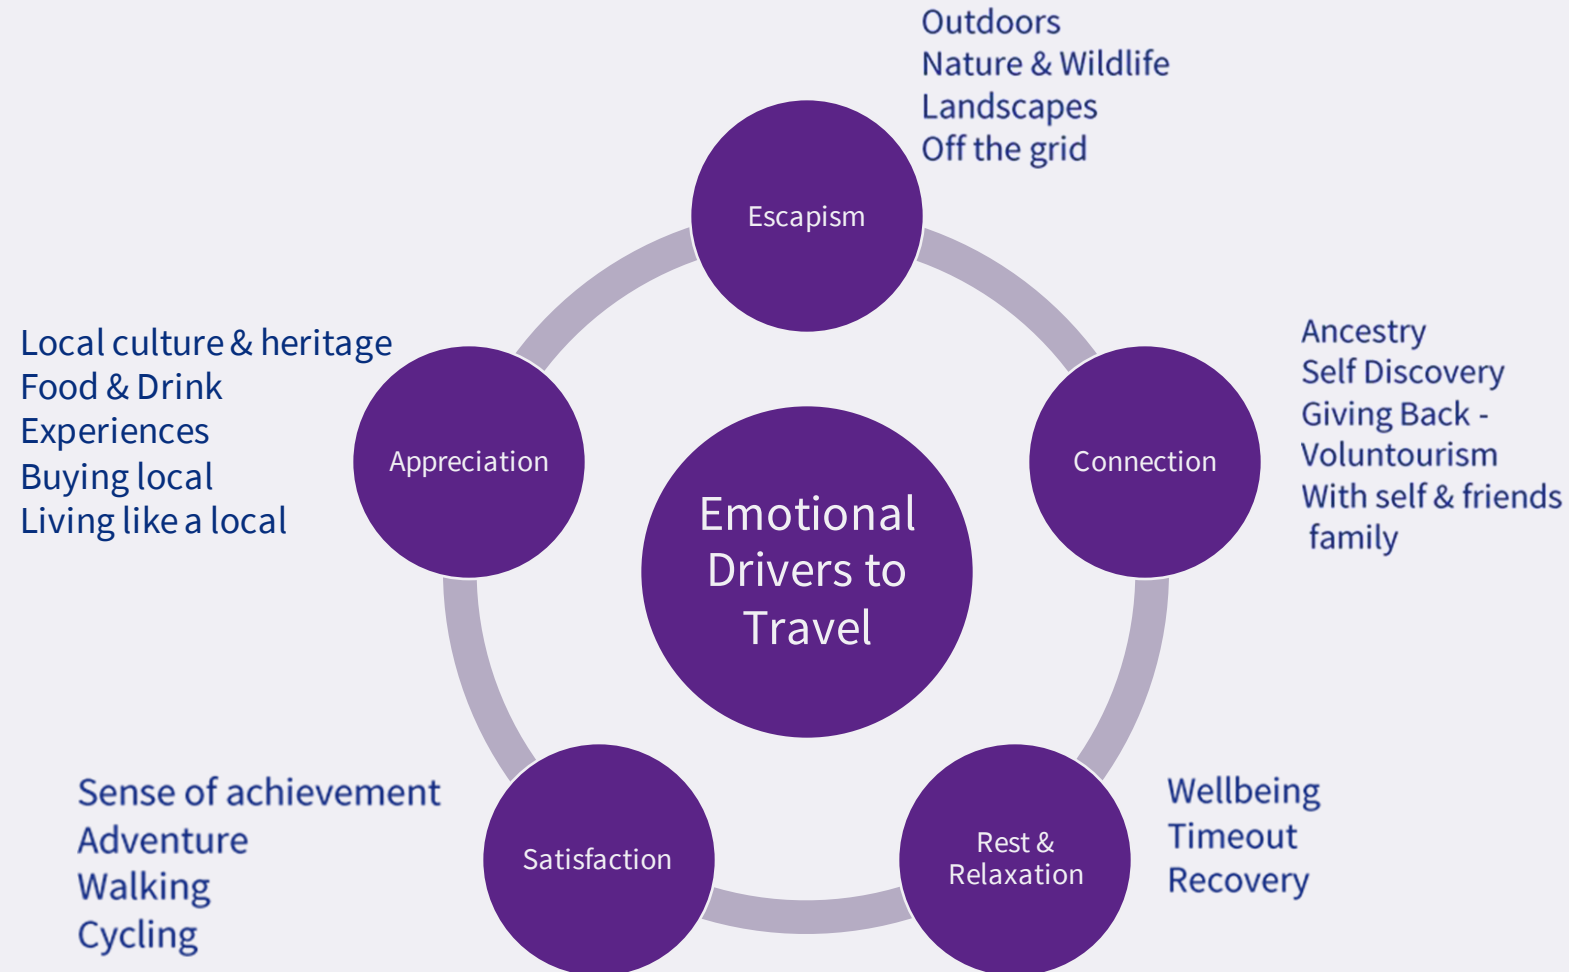 Outdoors
Nature & Wildlife
Landscapes
Off the grid
Escapism
Local culture & heritage
Food & Drink
Experiences
Buying local
Living like a local
Appreciation
Connection
Ancestry
Self Discovery
Giving Back -
Voluntourism
With self & friends
family
Emotional
Drivers to
Travel
Sense of achievement
Adventure
Walking
Cycling
Satisfaction
Rest &
Relaxation
Wellbeing
Timeout
Recovery